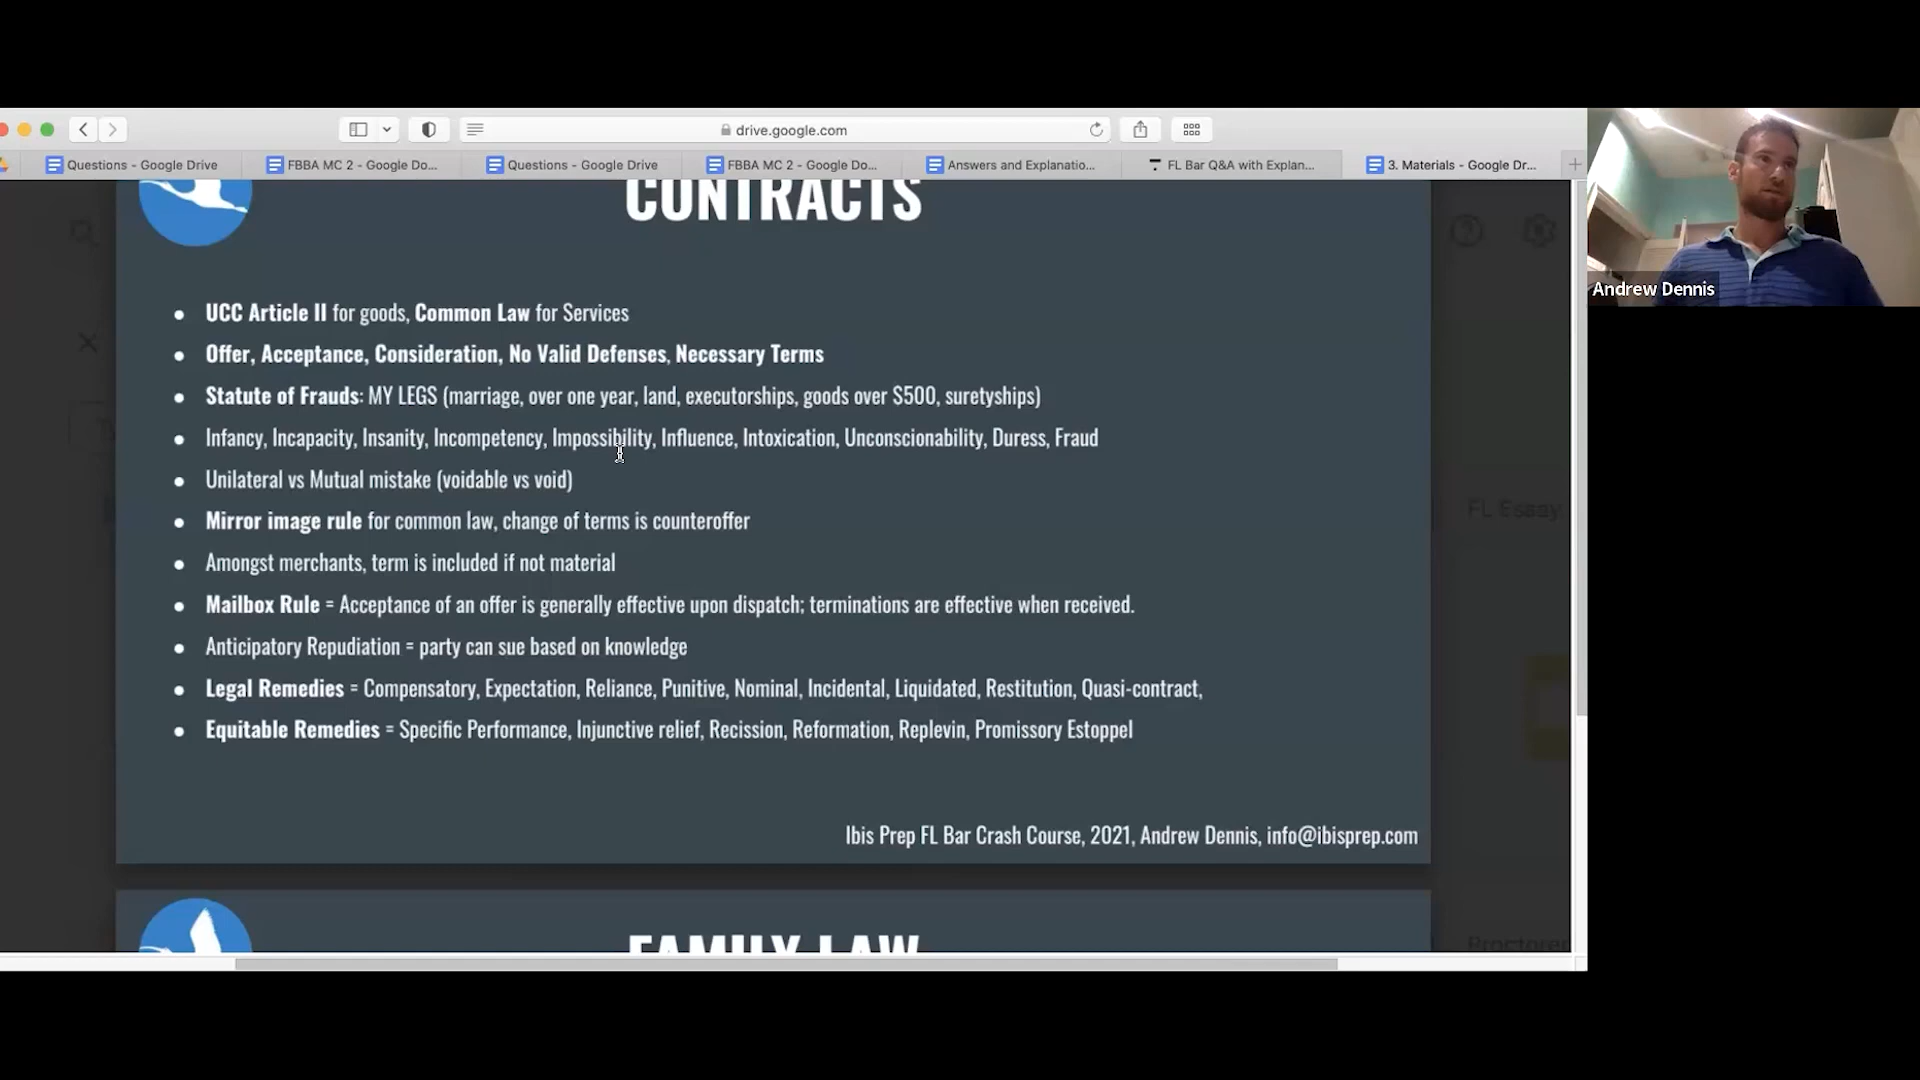 drive.google.com
Questions - Google Drive
FBBA MC 2 - Google Do...
Questions - Google Drive
FBBA MC 2 - Google Do...
Answers and Explanatio...
FL Bar Q&A with Explan...
3. Materials - Google Dr...
CONTRACTS
Andrew Dennis
UCC Article II for goods, Common Law for Services
Offer, Acceptance, Consideration, No Valid Defenses, Necessary Terms
Statute of Frauds: MY LEGS (marriage, over one year, land, executorships, goods over $500, suretyships)
Infancy, Incapacity, Insanity, Incompetency, Impossibility, Influence, Intoxication, Unconscionability, Duress, Fraud
Unilateral vs Mutual mistake (voidable vs void)
Mirror image rule for common law, change of terms is counteroffer
FL Essay
Amongst merchants, term is included if not material
Mailbox Rule = Acceptance of an offer is generally effective upon dispatch; terminations are effective when received.
Anticipatory Repudiation = party can sue based on knowledge
Legal Remedies = Compensatory, Expectation, Reliance, Punitive, Nominal, Incidental, Liquidated, Restitution, Quasi-contract,
Equitable Remedies = Specific Performance, Injunctive relief, Recission, Reformation, Replevin, Promissory Estoppel
Ibis Prep FL Bar Crash Course, 2021, Andrew Dennis, info@ibisprep.com
FAMILY LAW